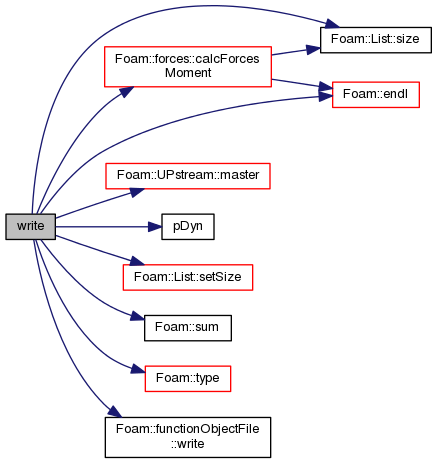 Foam::List::size
Foam::forces::calcForces
Moment
Foam::endl
Foam::UPstream::master
write
pDyn
Foam::List::setSize
Foam::sum
Foam::type
Foam::functionObjectFile
::write